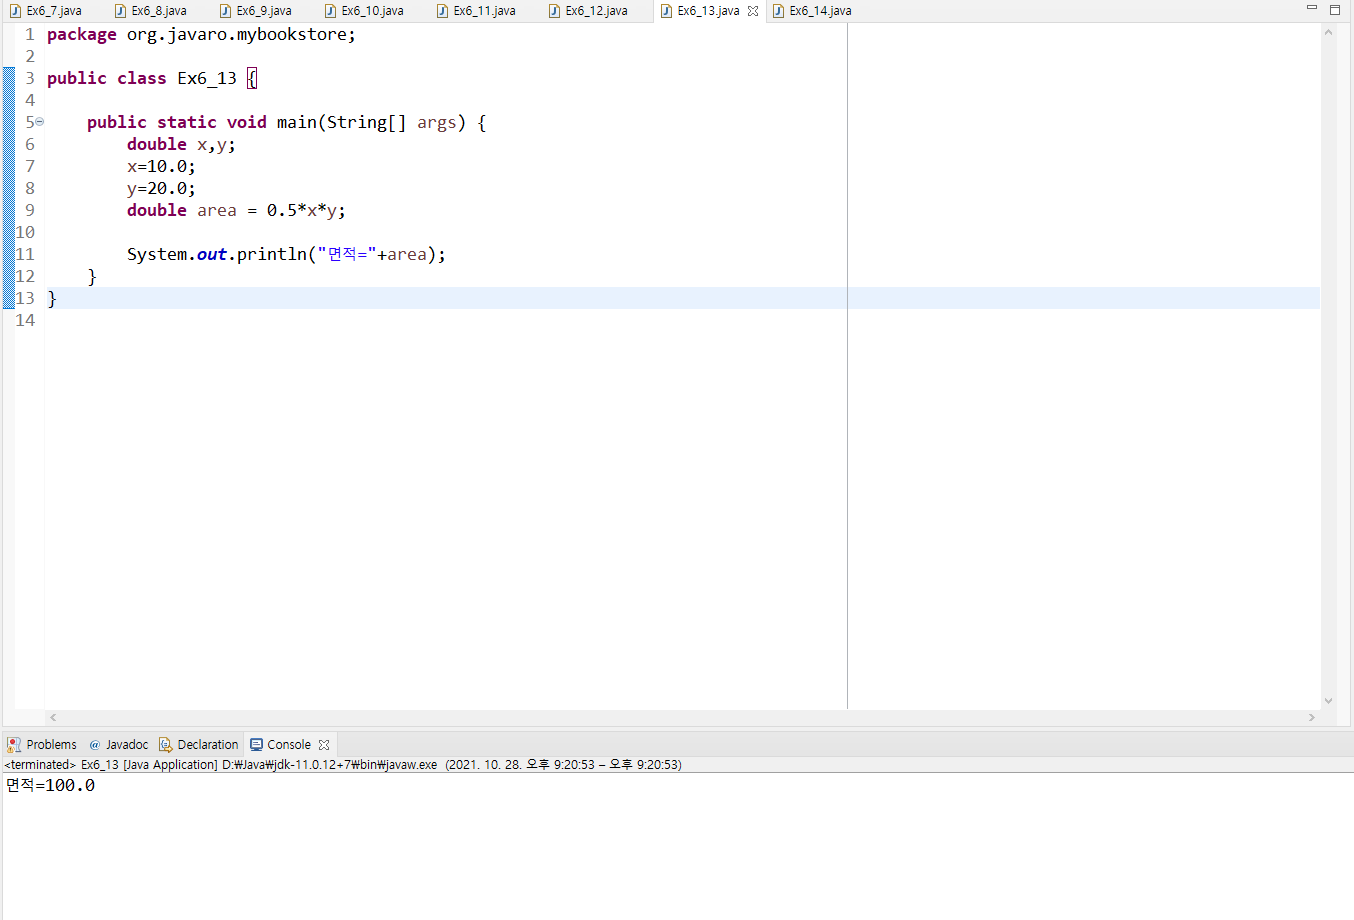 Ex6_7.java Ex6_8.java Ex6_9.java Ex6_10.java Ex6_11.java Ex6_12.java Ex6_13.java Ex6_14.java
1 package org.javaro.mybookstore;
2
3 public class Ex6_13 {
4
5 public static void main(String[] args) {
6 double x,y;
7 x=10.0;
8 y=20.0;
9 double area = 0.5*x*y;
10
11 System.out.println("면적="+area);
12 }
13 }
14
Problems @ Javadoc Declaration Console
<terminated> Ex6_13 [Java Application] D:₩Java₩jdk-11.0.12+7₩bin₩javaw.exe (2021. 10. 28. 오후 9:20:53 – 오후 9:20:53)
면적=100.0